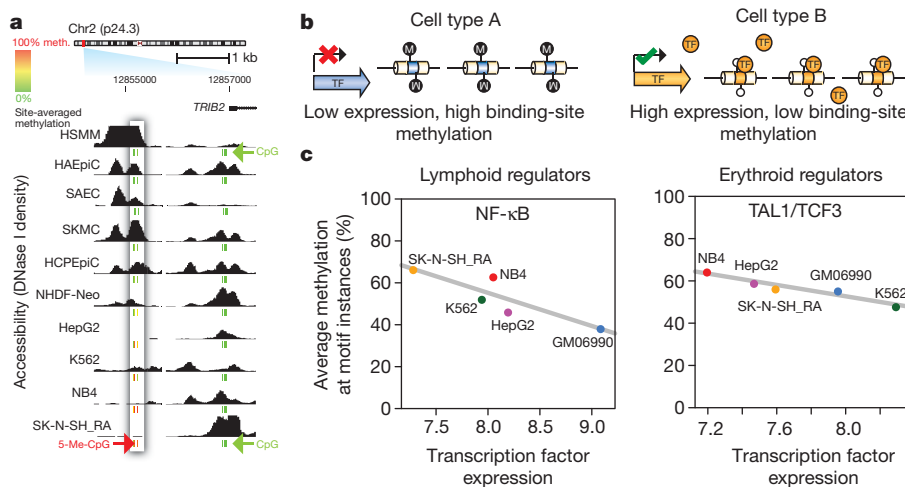 a
Chr2 (p24.3)
100% meth.
0%
Site-averaged
methylation
1 kb
12855000
12857000
TRIB2
Accessibility (DNase I density)
HSMM
CpG
HAEpiC
SAEC
SKMC
HCPEpiC
NHDF-Neo
HepG2
K562
NB4
SK-N-SH_RA
5-Me-CpG
CpG
b
Cell type A
TF
M M M
M M M
Low expression, high binding-site
methylation
Cell type B
TF
TF TF
TF TF TF
TF
High expression, low binding-site
methylation
c
Lymphoid regulators
Average methylation
at motif instances (%)
NF-κB
100
80
60
40
20
0
SK-N-SH_RA
NB4
K562
HepG2
GM06990
7.5 8.0 8.5 9.0
Transcription factor
expression
Erythroid regulators
TAL1/TCF3
100
80
60
40
20
0
NB4
HepG2
SK-N-SH_RA
GM06990
K562
7.2 7.6 8.0
Transcription factor
expression